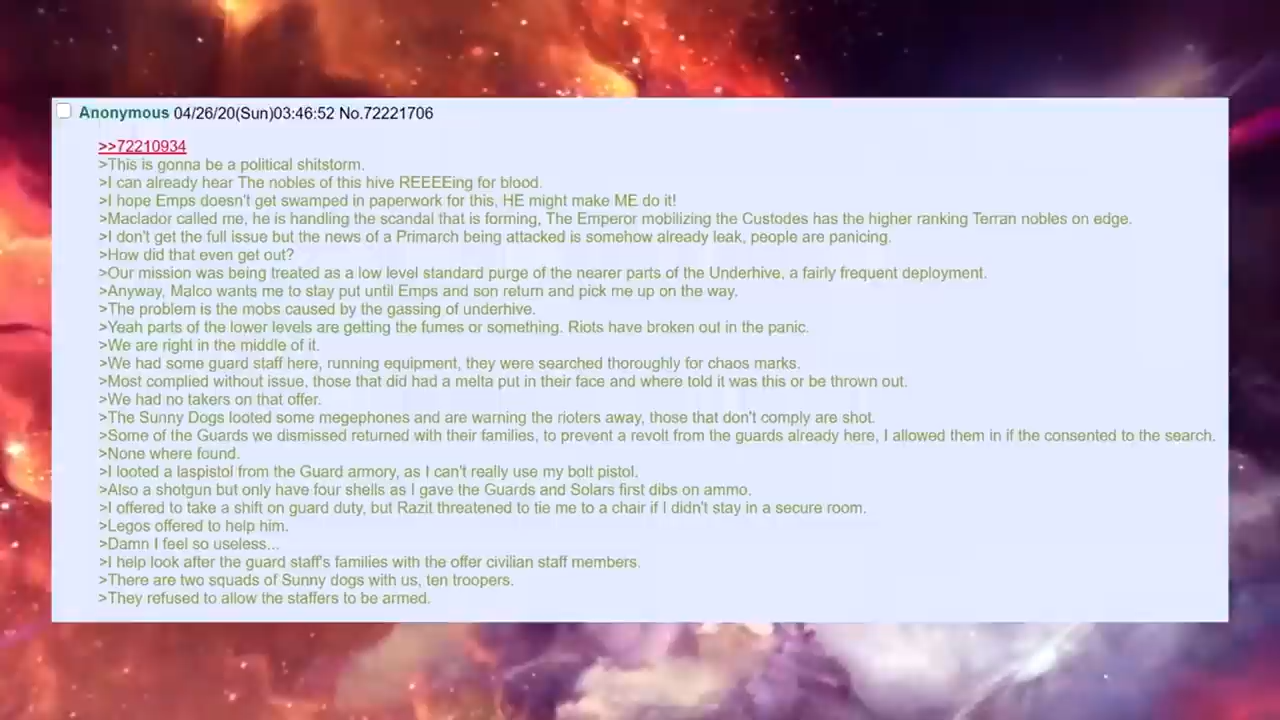 Anonymous 04/26/20(Sun)03:46:52 No.72221706
>>72210934
>This is gonna be a political shitstorm.
>I can already hear The nobles of this hive REEEEing for blood.
>I hope Emps doesn't get swamped in paperwork for this, HE might make ME do it!
>Maclador called me, he is handling the scandal that is forming, The Emperor mobilizing the Custodes has the higher ranking Terran nobles on edge.
>I don't get the full issue but the news of a Primarch being attacked is somehow already leak, people are panicing.
>How did that even get out?
>Our mission was being treated as a low level standard purge of the nearer parts of the Underhive, a fairly frequent deployment.
>Anyway, Malco wants me to stay put until Emps and son return and pick me up on the way.
>The problem is the mobs caused by the gassing of underhive.
>Yeah parts of the lower levels are getting the fumes or something. Riots have broken out in the panic.
>We are right in the middle of it.
>We had some guard staff here, running equipment, they were searched thoroughly for chaos marks.
>Most complied without issue, those that did had a melta put in their face and where told it was this or be thrown out.
>We had no takers on that offer.
>The Sunny Dogs looted some megephones and are warning the rioters away, those that don't comply are shot.
>Some of the Guards we dismissed returned with their families, to prevent a revolt from the guards already here, I allowed them in if the consented to the search.
>None where found.
>I looted a laspistol from the Guard armory, as I can't really use my bolt pistol.
>Also a shotgun but only have four shells as I gave the Guards and Solars first dibs on ammo.
>I offered to take a shift on guard duty, but Razit threatened to tie me to a chair if I didn't stay in a secure room.
>Legos offered to help him.
>Damn I feel so useless...
>I help look after the guard staff's families with the offer civilian staff members.
>There are two squads of Sunny dogs with us, ten troopers.
>They refused to allow the staffers to be armed.